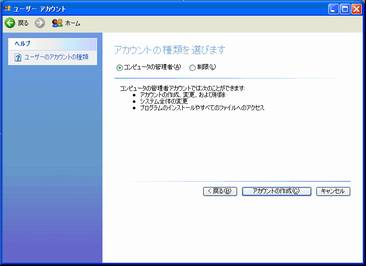 ユーザー アカウント
戻る ホーム
ヘルプ
ユーザーのアカウントの種類
アカウントの種類を選びます
コンピュータの管理者(A) 制限(L)
コンピュータの管理者アカウントでは次のことができます:
アカウントの作成、変更、および削除
システム全体の変更
プログラムのインストールやすべてのファイルへのアクセス
< 戻る(B) アカウントの作成(C) キャンセル